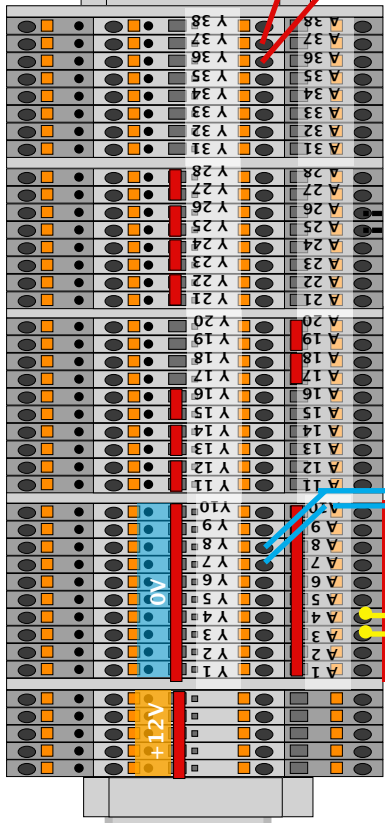 Y 38 A 38
Y 37 A 37
Y 36 A 36
Y 35 A 35
Y 34 A 34
Y 33 A 33
Y 32 A 32
Y 31 A 31
Y 28 A 28
Y 27 A 27
Y 26 A 26
Y 25 A 25
Y 24 A 24
Y 23 A 23
Y 22 A 22
Y 21 A 21
Y 20 A 20
Y 19 A 19
Y 18 A 18
Y 17 A 17
Y 16 A 16
Y 15 A 15
Y 14 A 14
Y 13 A 13
Y 12 A 12
Y 11 A 11
Y10 A10
Y 9 A 9
Y 8 A 8
Y 7 A 7
Y 6 A 6
Y 5 A 5
Y 4 A 4
Y 3 A 3
Y 2 A 2
Y 1 A 1
0V
+12V